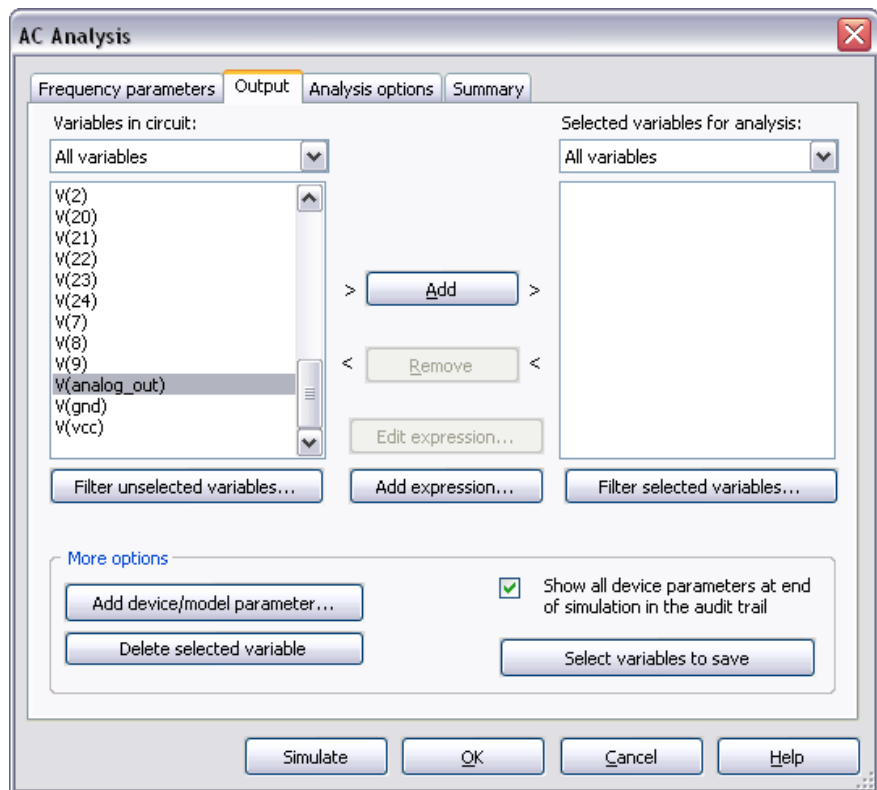 AC Analysis
Frequency parameters Output Analysis options Summary
Variables in circuit:
Selected variables for analysis:
All variables
All variables
V(2)
V(20)
V(21)
V(22)
V(23)
V(24)
V(7)
V(8)
V(9)
V(analog_out)
V(gnd)
V(vcc)
> Add >
< Remove <
Edit expression...
Filter unselected variables...
Add expression...
Filter selected variables...
More options
Add device/model parameter...
Show all device parameters at end
of simulation in the audit trail
Delete selected variable
Select variables to save
Simulate OK Cancel Help